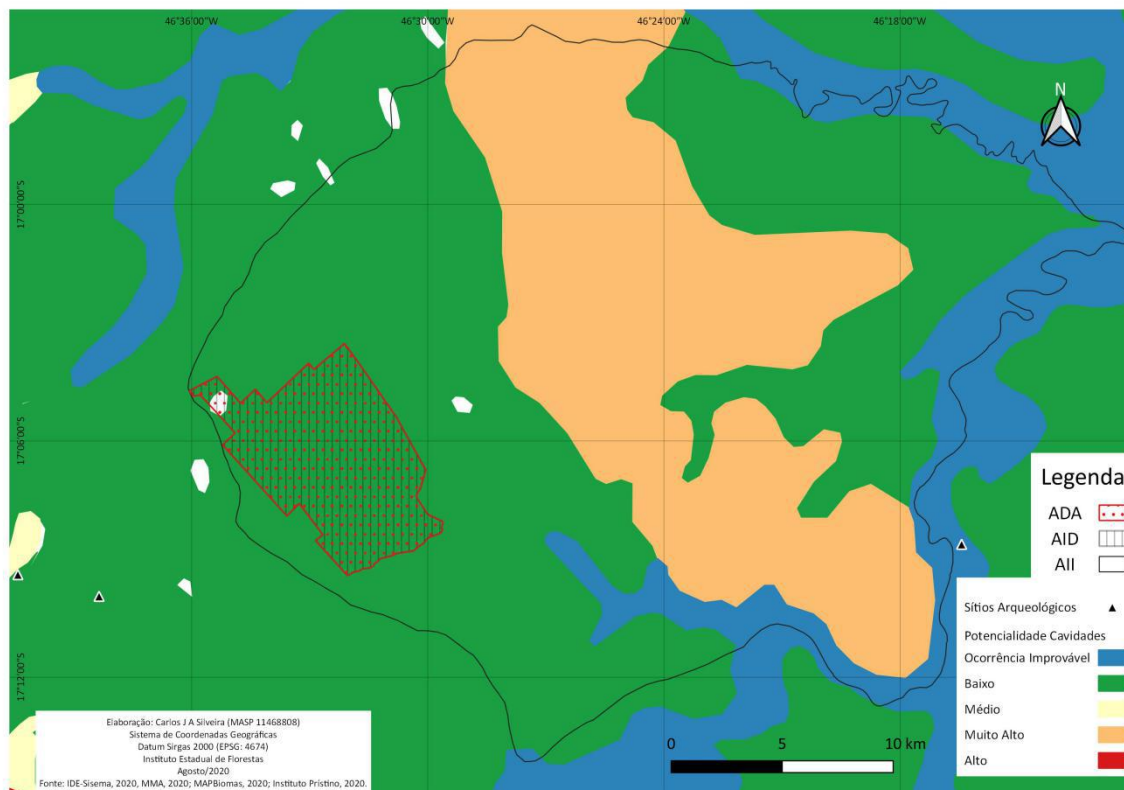 46°36'00"W
46°30'00"W
46°24'00"W
46°18'00"W
N
17°00'00"S
17°06'00"S
17°12'00"S
Legenda
ADA
AID
AII
Sítios Arqueológicos
Potencialidade Cavidades
Ocorrência Improvável
Baixo
Médio
Muito Alto
Alto
0 5 10 km
Elaboração: Carlos J A Silveira (MASP 11468808)
Sistema de Coordenadas Geográficas
Datum Sirgas 2000 (EPSG: 4674)
Instituto Estadual de Florestas
Agosto/2020
Fonte: IDE-Sisema, 2020, MMA, 2020; MAPBiomas, 2020; Instituto Prístino, 2020.